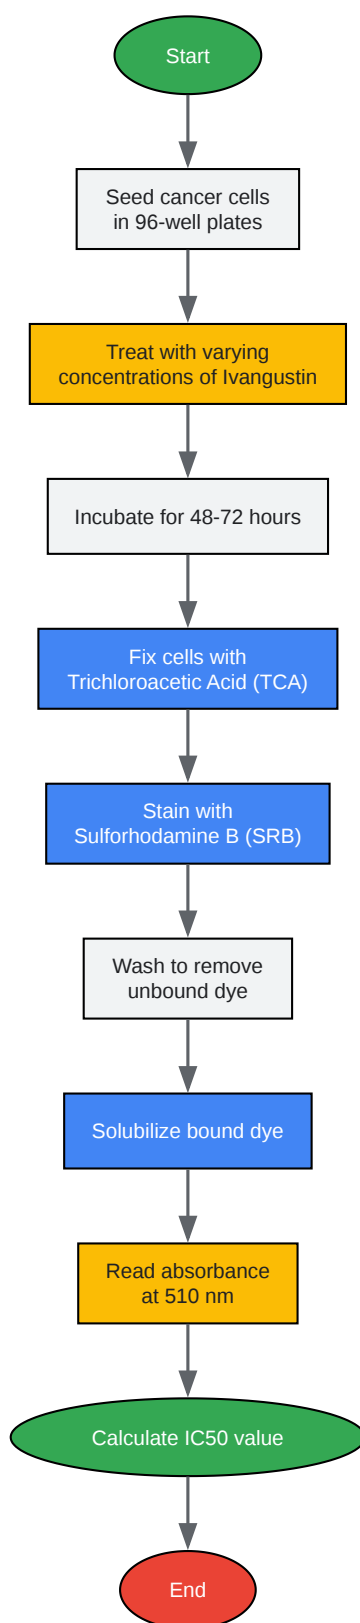 Start
Seed cancer cells
in 96-well plates
Treat with varying
concentrations of Ivangustin
Incubate for 48-72 hours
Fix cells with
Trichloroacetic Acid (TCA)
Stain with
Sulforhodamine B (SRB)
Wash to remove
unbound dye
Solubilize bound dye
Read absorbance
at 510 nm
Calculate IC50 value
End